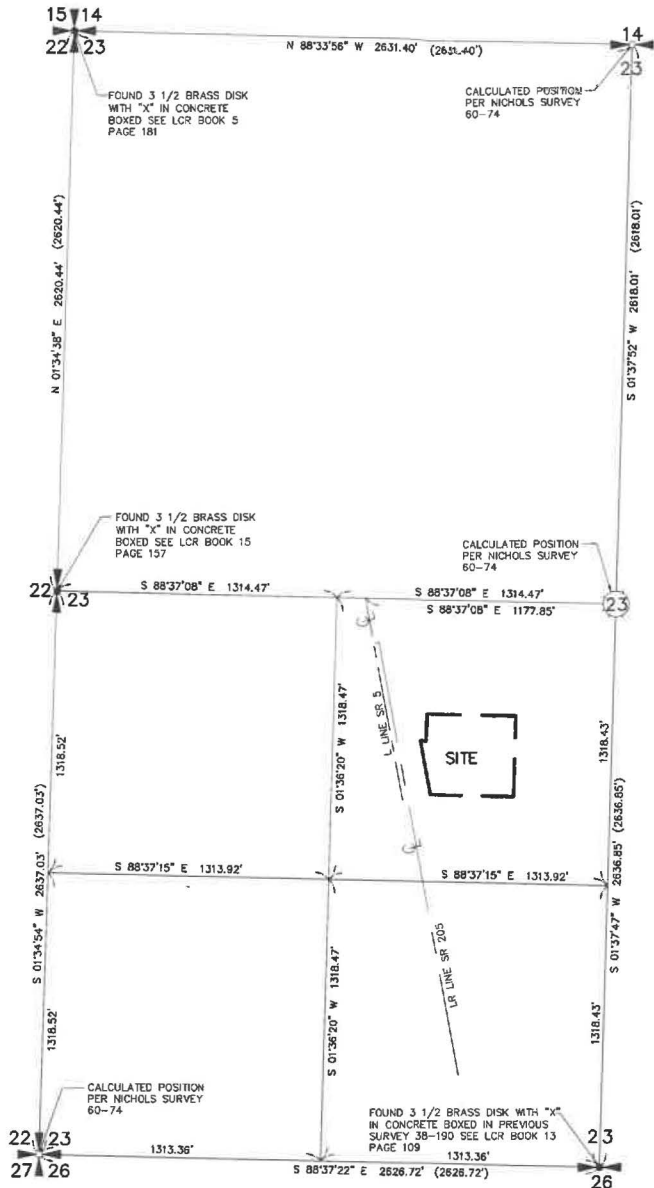 15 14
22 23
N 88°33'56" W 2631.40' (2631.40')
14
23
FOUND 3 1/2 BRASS DISK
WITH "X" IN CONCRETE
BOXED SEE LCR BOOK 5
PAGE 181
CALCULATED POSITION
PER NICHOLS SURVEY
60-74
N 01°34'38" E 2620.44' (2620.44')
S 01°37'52" W 2618.01' (2618.01')
FOUND 3 1/2 BRASS DISK
WITH "X" IN CONCRETE
BOXED SEE LCR BOOK 15
PAGE 157
CALCULATED POSITION
PER NICHOLS SURVEY
60-74
22 23
S 88°37'08" E 1314.47'
S 88°37'08" E 1314.47'
S 88°37'08" E 1177.85'
23
1318.52'
S 01°36'20" W 1318.47'
L LINE SR 5
SITE
1318.43'
S 01°34'54" W 2637.03' (2637.03')
S 88°37'15" E 1313.92'
S 88°37'15" E 1313.92'
S 01°37'47" W 2636.85' (2636.85')
1318.52'
S 01°36'20" W 1318.47'
LR LINE SR 205
1318.43'
CALCULATED POSITION
PER NICHOLS SURVEY
60-74
FOUND 3 1/2 BRASS DISK WITH "X"
IN CONCRETE BOXED IN PREVIOUS
SURVEY 38-190 SEE LCR BOOK 13
PAGE 109
22 23
27 26
1313.36'
1313.36'
S 88°37'22" E 2626.72' (2626.72')
23
26